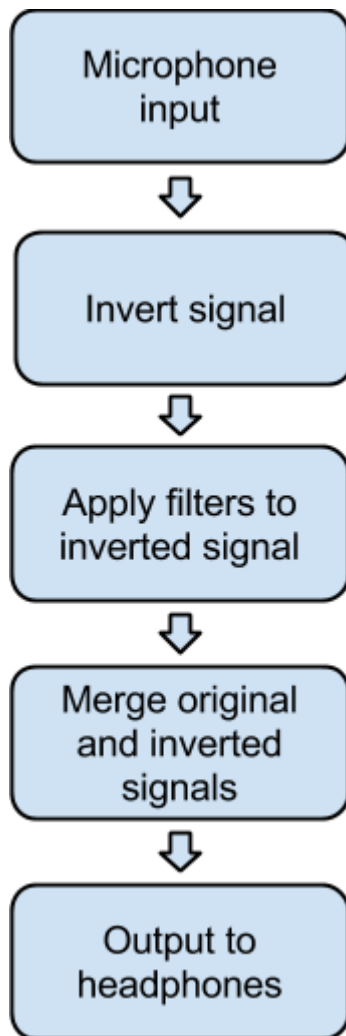 Microphone
input
Invert signal
Apply filters to
inverted signal
Merge original
and inverted
signals
Output to
headphones